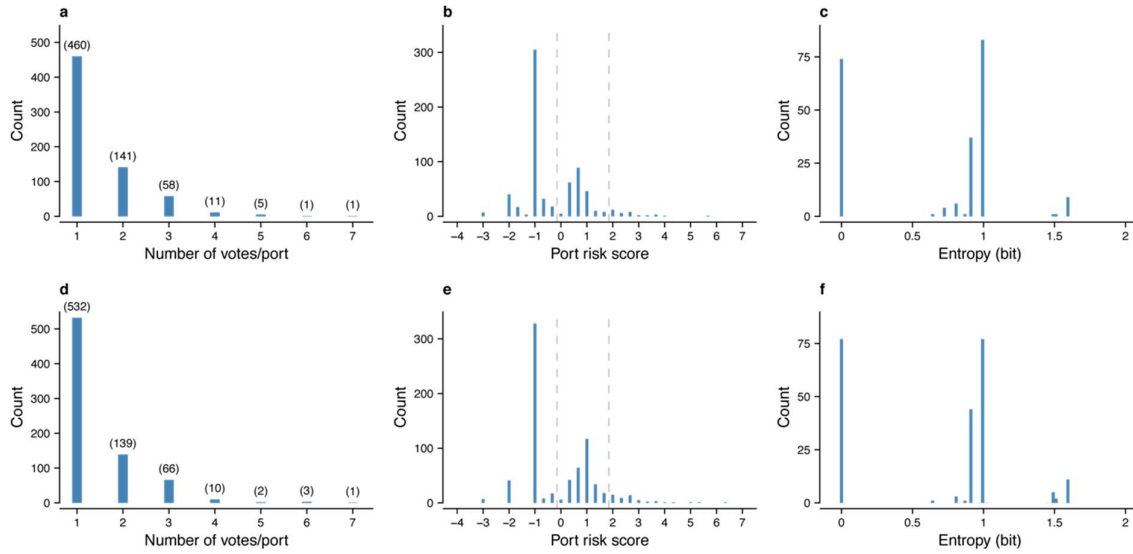 a
500
400
300
200
100
0
Count
(460)
(141)
(58)
(11)
(5)
(1)
(1)
1 2 3 4 5 6 7
Number of votes/port
b
300
200
100
0
Count
−4 −3 −2 −1 0 1 2 3 4 5 6 7
Port risk score
c
75
50
25
0
Count
0 0.5 1 1.5 2
Entropy (bit)
d
500
400
300
200
100
0
Count
(532)
(139)
(66)
(10)
(2)
(3)
(1)
1 2 3 4 5 6 7
Number of votes/port
e
300
200
100
0
Count
−4 −3 −2 −1 0 1 2 3 4 5 6 7
Port risk score
f
75
50
25
0
Count
0 0.5 1 1.5 2
Entropy (bit)